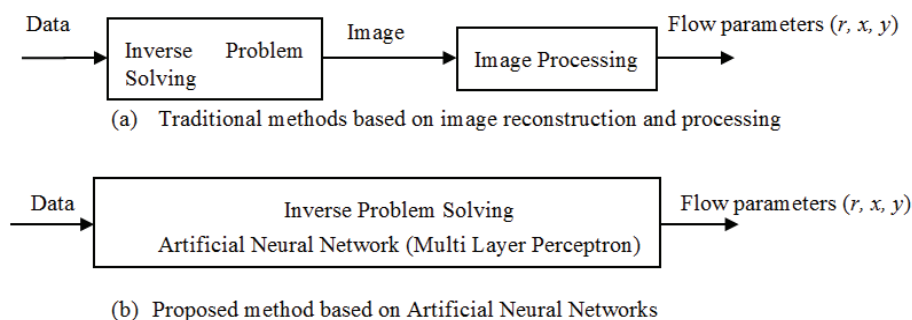 Data
Inverse Problem
Solving
Image
Image Processing
Flow parameters (r, x, y)
(a) Traditional methods based on image reconstruction and processing
Data
Inverse Problem Solving
Artificial Neural Network (Multi Layer Perceptron)
Flow parameters (r, x, y)
(b) Proposed method based on Artificial Neural Networks